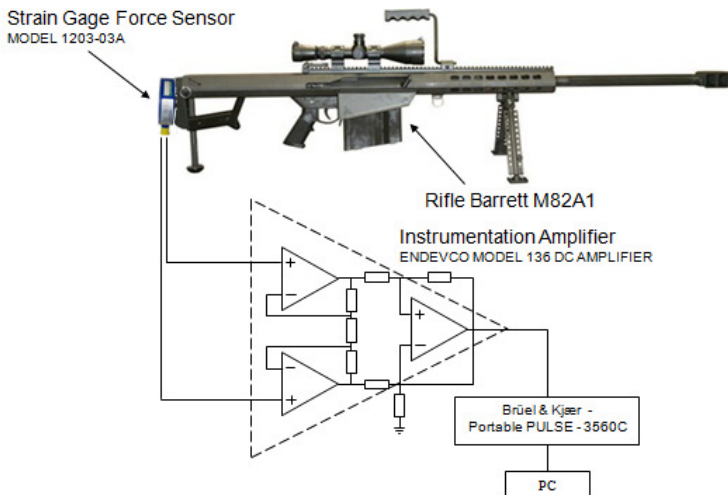 Strain Gage Force Sensor
MODEL 1203-03A
Rifle Barrett M82A1
Instrumentation Amplifier
ENDEVCO MODEL 136 DC AMPLIFIER
+
−
+
−
−
+
Brüel & Kjær -
Portable PULSE - 3560C
PC